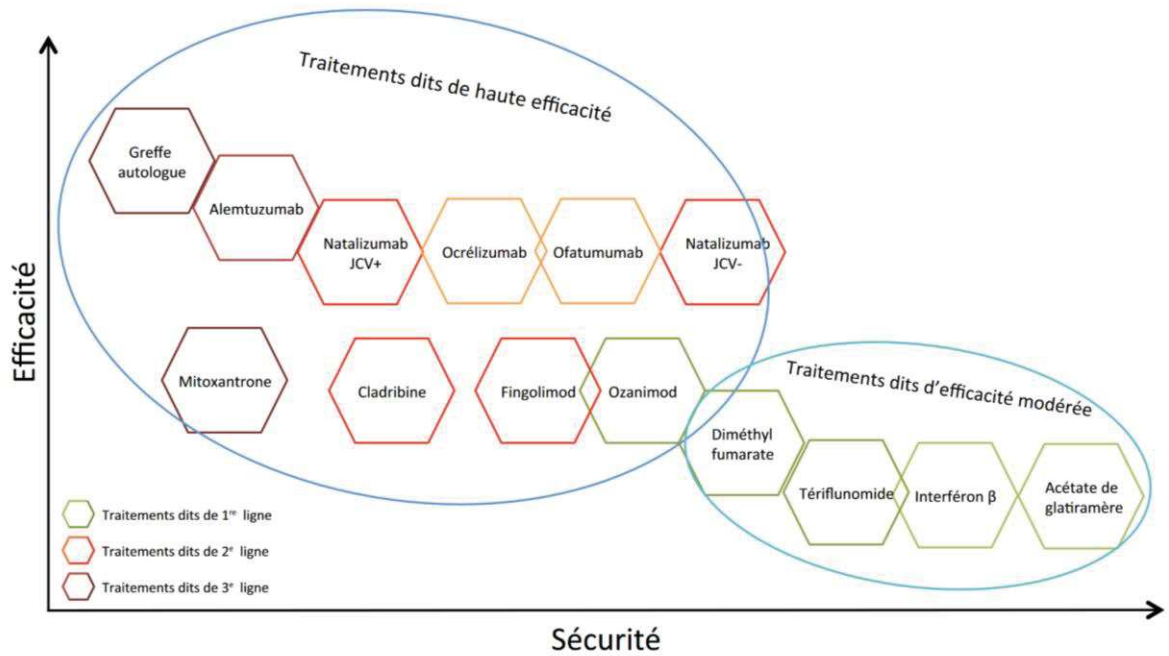 Traitements dits de haute efficacité
Greffe
autologue
Alemtuzumab
Natalizumab
JCV+
Ocrélizumab
Ofatumumab
Natalizumab
JCV-
Efficacité
Mitoxantrone
Cladribine
Fingolimod
Ozanimod
Traitements dits d'efficacité modérée
Diméthyl
fumarate
Tériflunomide
Interféron β
Acétate de
glatiramère
Traitements dits de 1re ligne
Traitements dits de 2e ligne
Traitements dits de 3e ligne
Sécurité